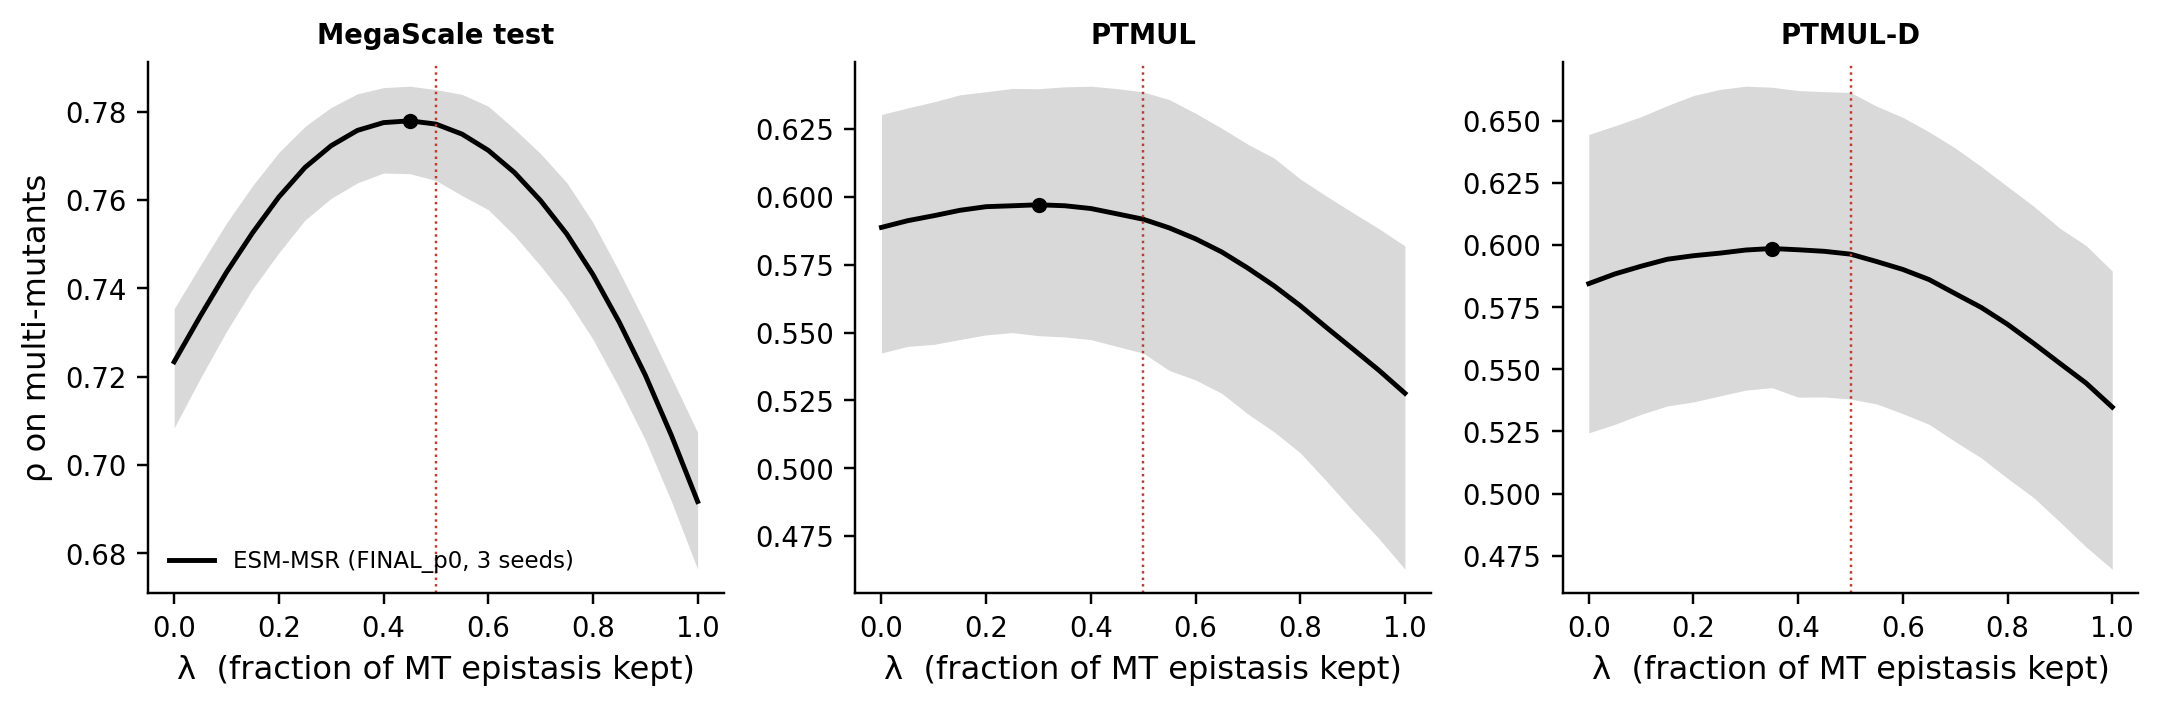 MegaScale test
PTMUL
PTMUL-D
ρ on multi-mutants
0.78
0.76
0.74
0.72
0.70
0.68
ESM-MSR (FINAL_p0, 3 seeds)
0.0 0.2 0.4 0.6 0.8 1.0
λ (fraction of MT epistasis kept)
0.625
0.600
0.575
0.550
0.525
0.500
0.475
0.0 0.2 0.4 0.6 0.8 1.0
λ (fraction of MT epistasis kept)
0.650
0.625
0.600
0.575
0.550
0.525
0.500
0.475
0.0 0.2 0.4 0.6 0.8 1.0
λ (fraction of MT epistasis kept)